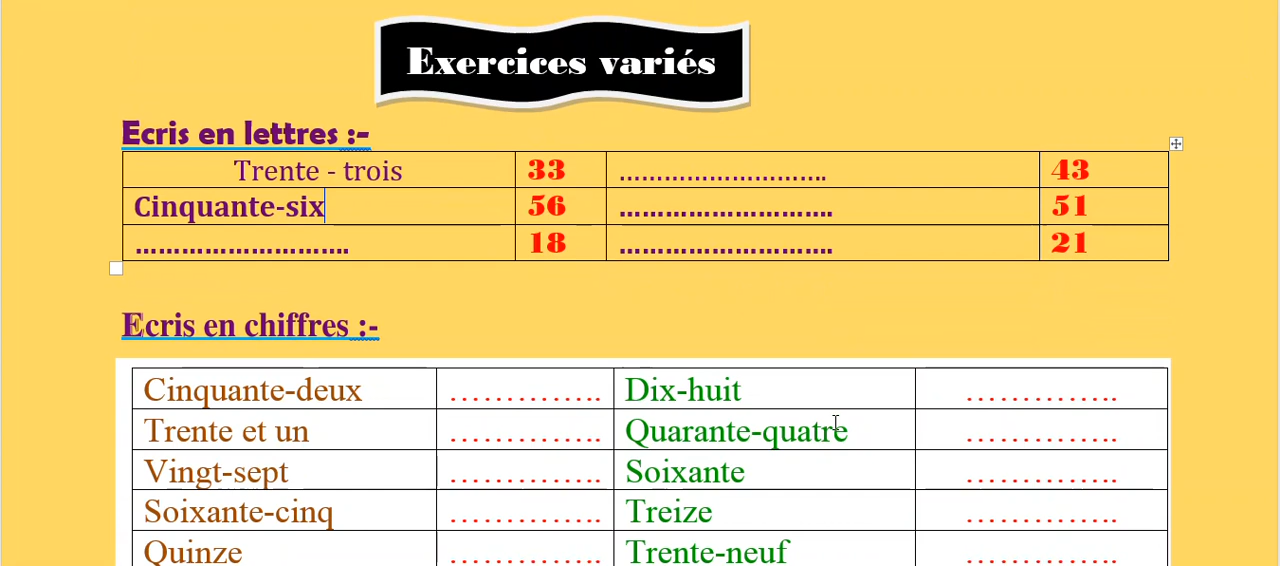 Exercices variés
Ecris en lettres :-
Trente - trois 33 ............................ 43
Cinquante-six 56 ............................ 51
............................ 18 ............................ 21
Ecris en chiffres :-
Cinquante-deux .............. Dix-huit ..............
Trente et un .............. Quarante-quatre ..............
Vingt-sept .............. Soixante ..............
Soixante-cinq .............. Treize ..............
Quinze .............. Trente-neuf ..............